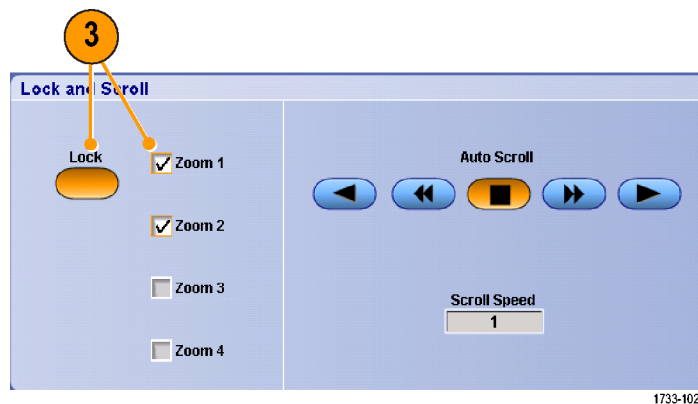 3
Lock and Scroll
Lock
Zoom 1
Auto Scroll
Zoom 2
Zoom 3
Scroll Speed
1
Zoom 4
1733-102